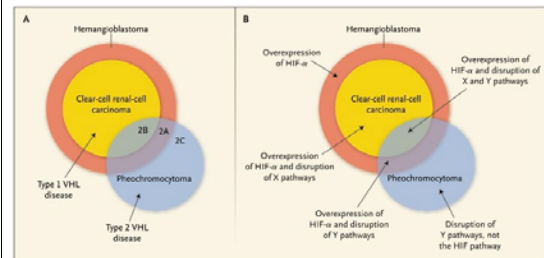 A
Hemangioblastoma
Clear-cell renal-cell
carcinoma
2B
2A
2C
Pheochromocytoma
Type 1 VHL
disease
Type 2 VHL
disease
B
Hemangioblastoma
Overexpression
of HIF-α
Overexpression of
HIF-α and disruption of
X and Y pathways
Clear-cell renal-cell
carcinoma
Overexpression
of HIF-α and disruption
of X pathways
Pheochromocytoma
Overexpression of
HIF-α and disruption
of Y pathways
Disruption of
Y pathways, not
the HIF pathway